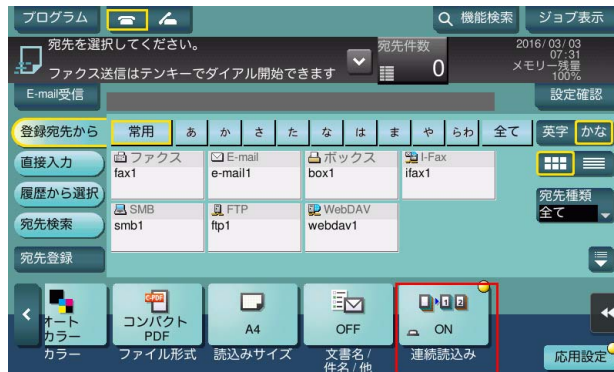 プログラム
機能検索
ジョブ表示
宛先を選択してください。
ファクス送信はテンキーでダイアル開始できます
宛先件数
0
2016/03/03
07:31
メモリー残量
100%
E-mail受信
設定確認
登録宛先から
常用
あ
か
さ
た
な
は
ま
や
らわ
全て
英字
かな
直接入力
履歴から選択
宛先検索
宛先登録
ファクス
fax1
E-mail
e-mail1
ボックス
box1
I-Fax
ifax1
SMB
smb1
FTP
ftp1
WebDAV
webdav1
宛先種類
全て
オート
カラー
カラー
C-PDF
コンパクト
PDF
ファイル形式
A4
読込みサイズ
OFF
文書名/
件名/他
1 2
ON
連続読込み
応用設定